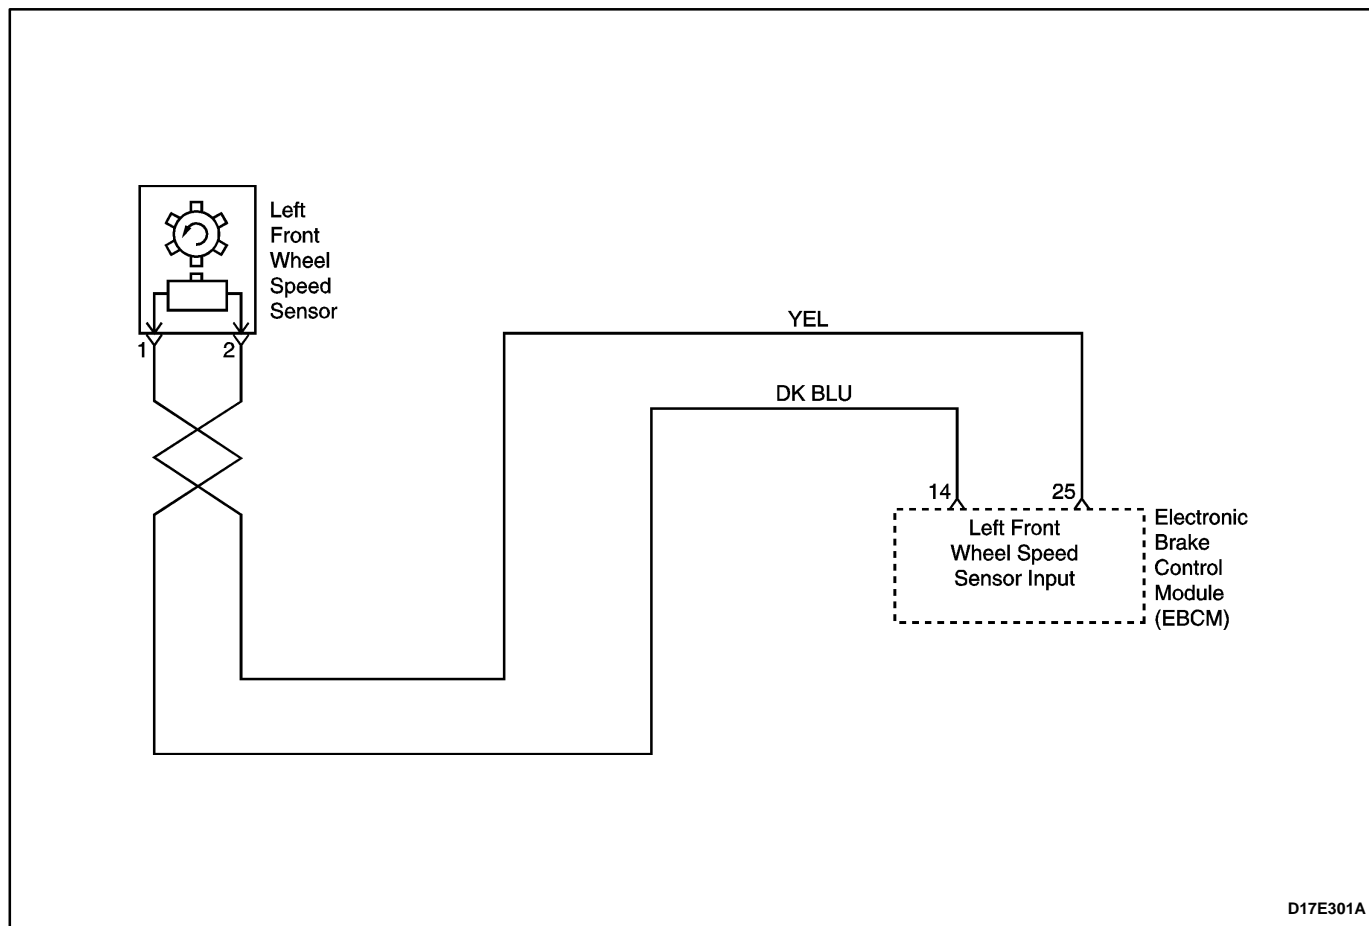 Left
Front
Wheel
Speed
Sensor
1
2
YEL
DK BLU
14
25
Left Front
Wheel Speed
Sensor Input
Electronic
Brake
Control
Module
(EBCM)
D17E301A